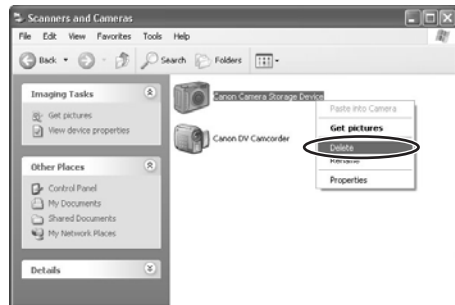 Scanners and Cameras
File Edit View Favorites Tools Help
Back Search Folders
Imaging Tasks
Get pictures
View device properties
Other Places
Control Panel
My Documents
Shared Documents
My Network Places
Details
Canon Camera Storage Device
Canon DV Camcorder
Paste into Camera
Get pictures
Delete
Rename
Properties